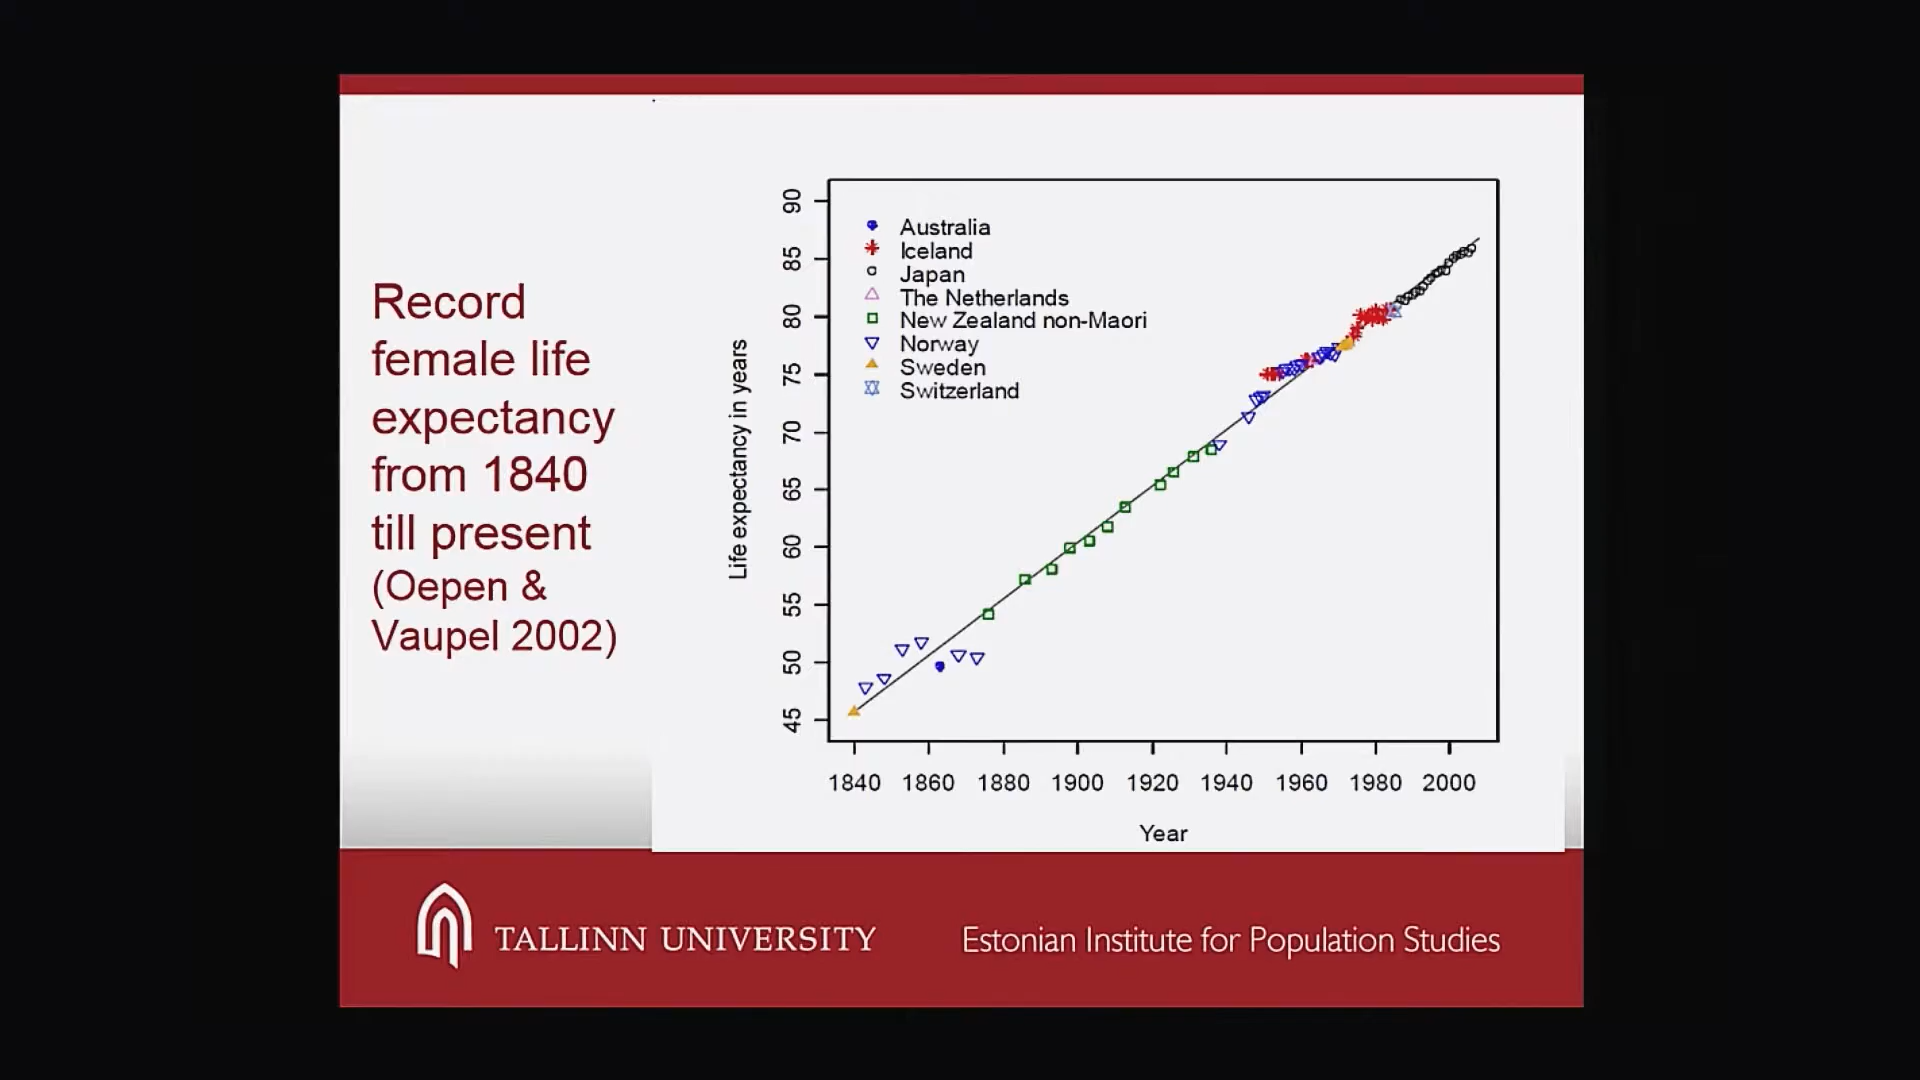 Record
female life
expectancy
from 1840
till present
(Oepen &
Vaupel 2002)
Life expectancy in years
90
85
80
75
70
65
60
55
50
45
Australia
Iceland
Japan
The Netherlands
New Zealand non-Maori
Norway
Sweden
Switzerland
1840 1860 1880 1900 1920 1940 1960 1980 2000
Year
TALLINN UNIVERSITY
Estonian Institute for Population Studies